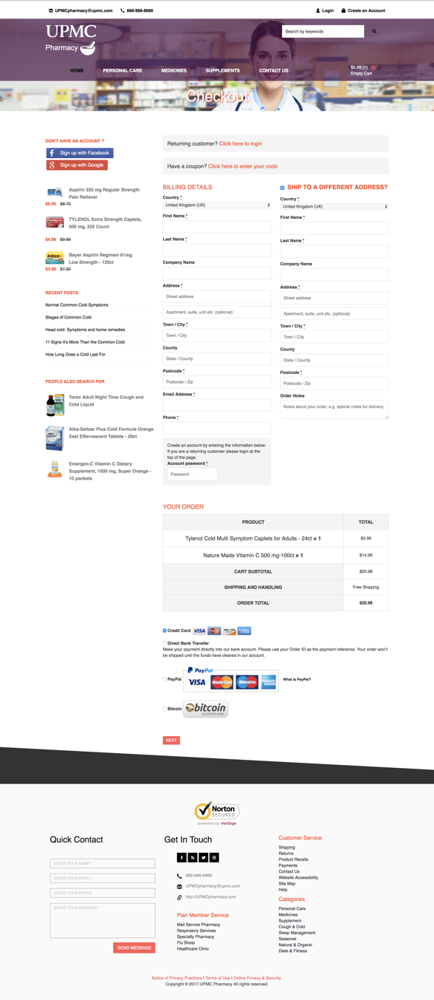 UPMCpharmacy@upmc.com 888-888-8888 Login Create an Account
UPMC
Pharmacy
Search by keywords
HOME PERSONAL CARE MEDICINES SUPPLEMENTS CONTACT US
$5.99 (1)
Empty Cart
Checkout
DON'T HAVE AN ACCOUNT ?
Sign up with Facebook
Sign up with Google
Aspirin 325 mg Regular Strength
Pain Reliever
$5.00 $8.70
TYLENOL Extra Strength Caplets,
500 mg, 225 Count
$4.99 $9.99
Bayer Aspirin Regimen 81mg
Low Strength - 120ct
$3.99 $7.30
RECENT POSTS
Normal Common Cold Symptoms
Stages of Common Cold
Head cold: Symptoms and home remedies
11 Signs It's More Than the Common Cold
How Long Does a Cold Last For
PEOPLE ALSO SEARCH FOR
Torex Adult Night Time Cough and
Cold Liquid
Alka-Seltzer Plus Cold Formula Orange
Zest Effervescent Tablets - 20ct
Emergen-C Vitamin C Dietary
Supplement, 1000 mg, Super Orange -
10 packets
Returning customer? Click here to login
Have a coupon? Click here to enter your code
BILLING DETAILS
Country *
United Kingdom (UK)
First Name *
Last Name *
Company Name
Address *
Street address
Apartment, suite, unit etc. (optional)
Town / City *
Town / City
County
State / County
Postcode *
Postcode / Zip
Email Address *
Phone *
Create an account by entering the information below.
If you are a returning customer please login at the
top of the page.
Account password *
Password
SHIP TO A DIFFERENT ADDRESS?
Country *
United Kingdom (UK)
First Name *
Last Name *
Company Name
Address *
Street address
Apartment, suite, unit etc. (optional)
Town / City *
Town / City
County
State / County
Postcode *
Postcode / Zip
Order Notes
Notes about your order, e.g. special notes for delivery.
YOUR ORDER
PRODUCT TOTAL
Tylenol Cold Multi Symptom Caplets for Adults - 24ct × 1 $5.99
Nature Made Vitamin C 500 mg-100ct × 1 $14.99
CART SUBTOTAL $20.98
SHIPPING AND HANDLING Free Shipping
ORDER TOTAL $20.98
Credit Card VISA
Direct Bank Transfer
Make your payment directly into our bank account. Please use your Order ID as the payment reference. Your order won't
be shipped until the funds have cleared in our account.
PayPal
PayPal VISA MasterCard Maestro What is PayPal?
Bitcoin bitcoin
ACCEPTED HERE
NEXT
Norton
SECURED
powered by VeriSign
Quick Contact
ENTER YOUR NAME*
ENTER YOUR EMAIL*
ENTER YOUR PHONE
ENTER YOUR MESSAGE*
SEND MESSAGE
Get In Touch
888-888-8888
UPMCpharmacy@upmc.com
http://UPMCpharmacy.com
Plan Member Service
Mail Service Pharmacy
Respiratory Services
Specialty Pharmacy
Flu Shots
Healthcare Clinic
Customer Service
Shipping
Returns
Product Recalls
Payments
Contact Us
Website Accessibility
Site Map
Help
Categories
Personal Care
Medicines
Supplement
Cough & Cold
Sleep Management
Seasonal
Natural & Organic
Diets & Fitness
Notice of Privacy Practices I Terms of Use I Online Privacy & Security
Copyright © 2017.UPMC Pharmacy All rights reserved.